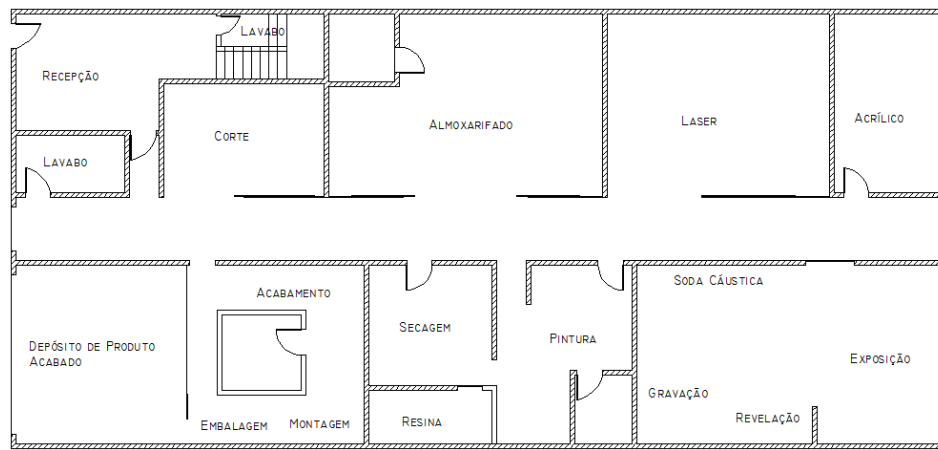 Lavabo
Recepção
Corte
Almoxarifado
Laser
Acrílico
Lavabo
Soda Cáustica
Acabamento
Secagem
Pintura
Depósito de Produto
Acabado
Exposição
Gravação
Embalagem
Montagem
Resina
Revelação